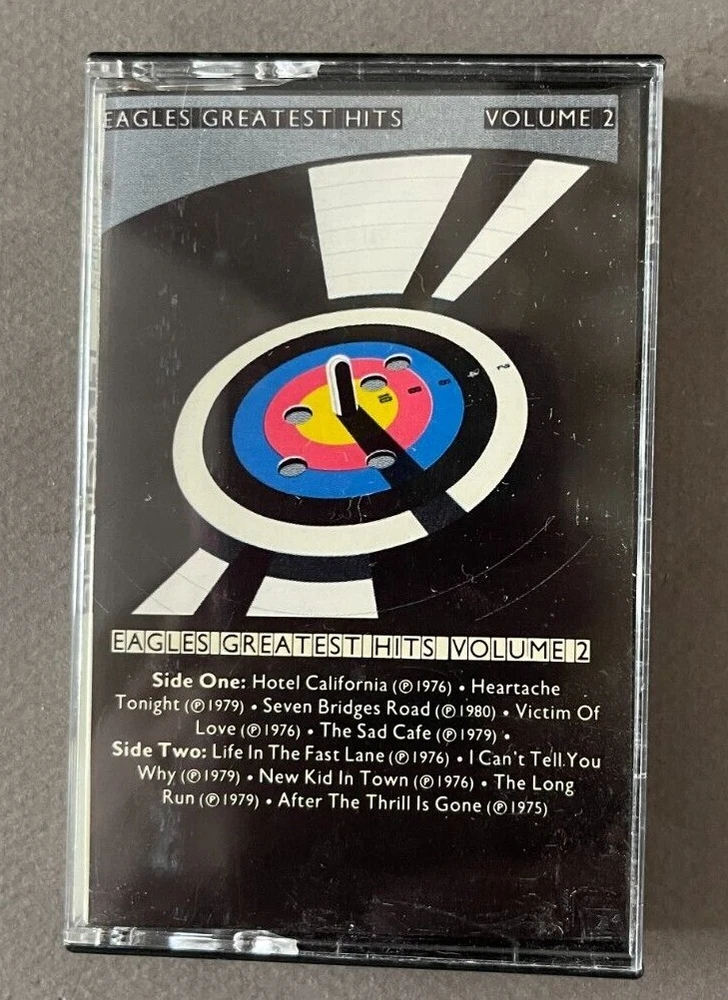 EAGLES GREATEST HITS VOLUME 2
EAGLES GREATEST HITS VOLUME 2
Side One: Hotel California (℗1976) • Heartache
Tonight (℗1979) • Seven Bridges Road (℗1980) • Victim Of
Love (℗1976) • The Sad Cafe (℗1979) •
Side Two: Life In The Fast Lane (℗1976) • I Can't Tell You
Why (℗1979) • New Kid In Town (℗1976) • The Long
Run (℗1979) • After The Thrill Is Gone (℗1975)